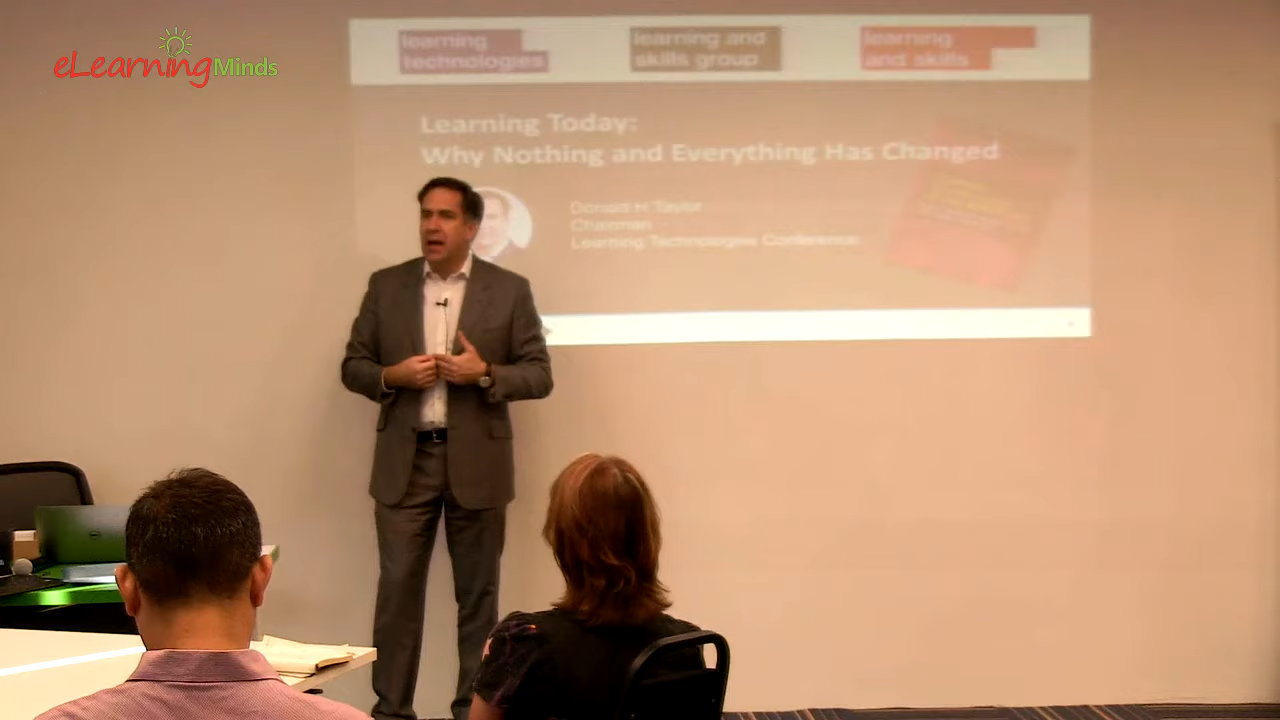 eLearningMinds
learning
technologies
learning and
skills group
learning
and skills
Learning Today:
Why Nothing and Everything Has Changed
Donald H Taylor
Chairman
Learning Technologies Conference